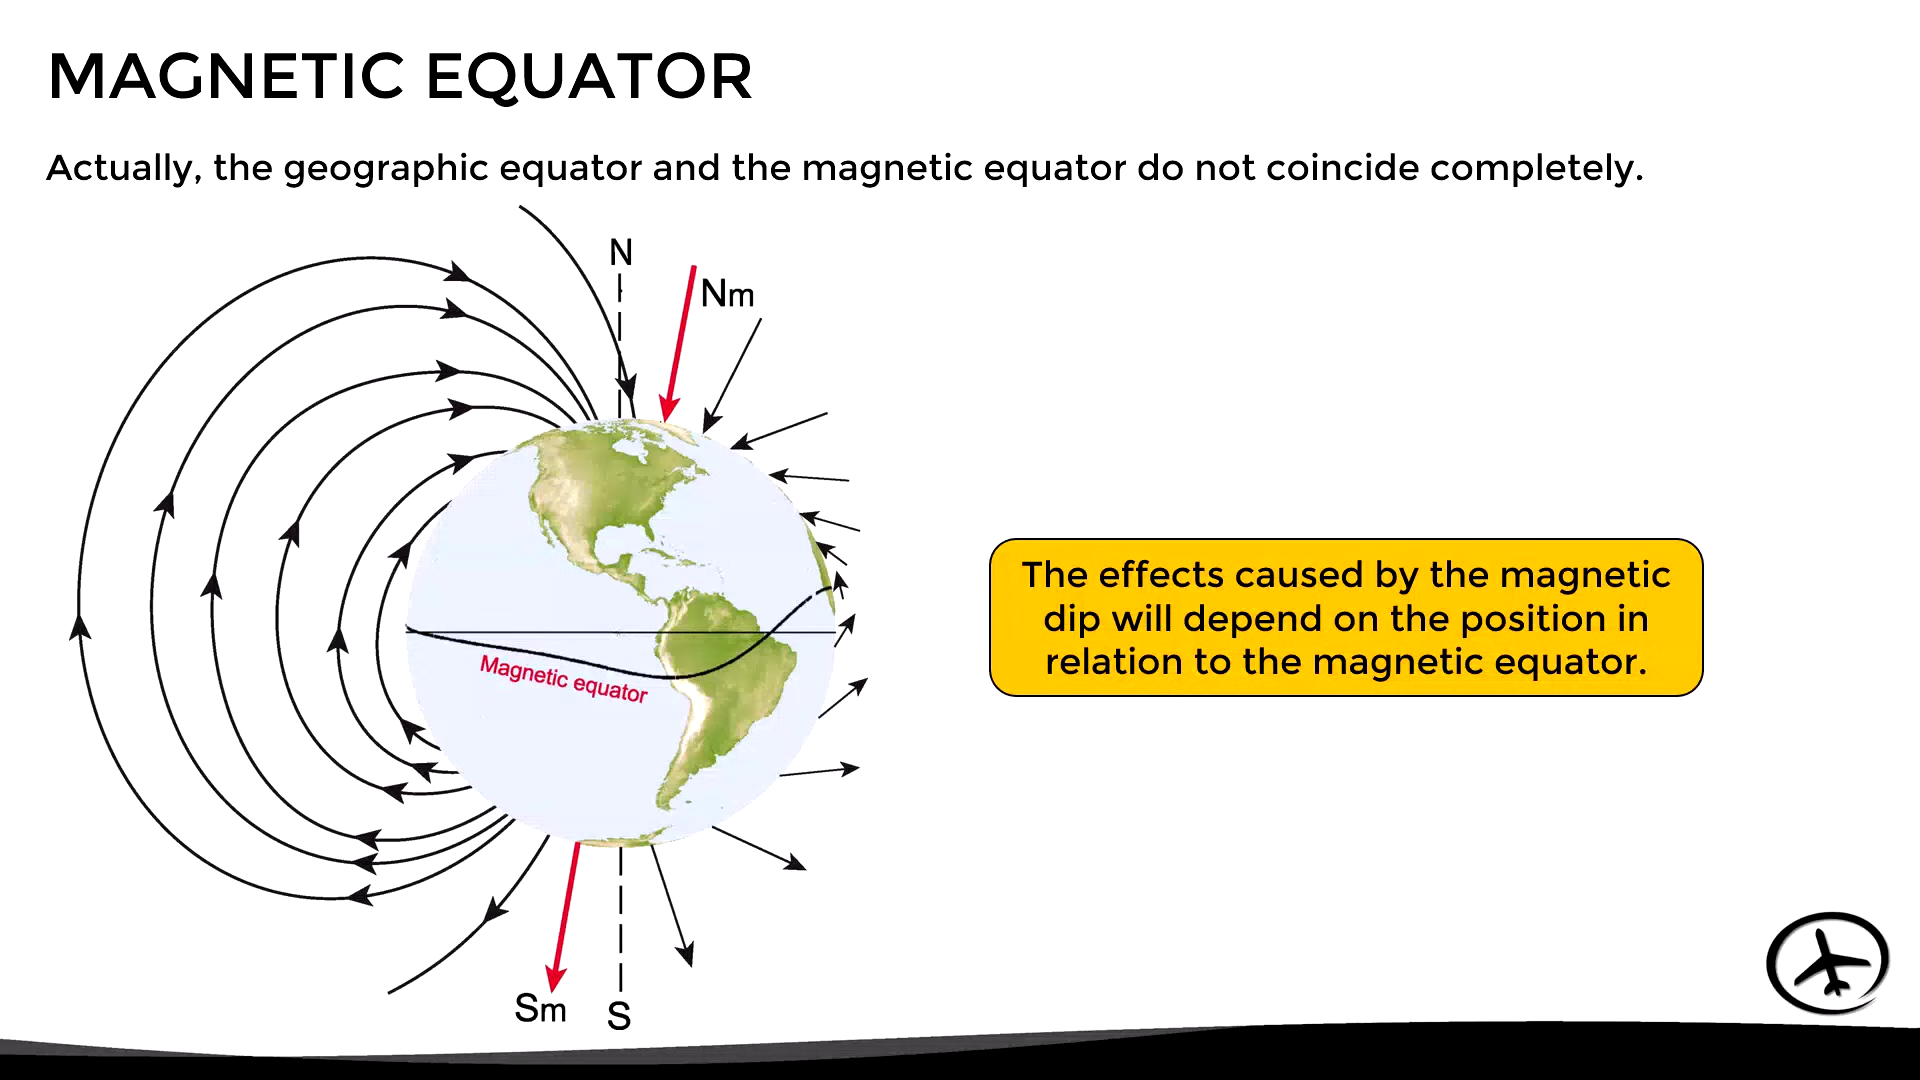 MAGNETIC EQUATOR
Actually, the geographic equator and the magnetic equator do not coincide completely.
N
Nm
Magnetic equator
The effects caused by the magnetic
dip will depend on the position in
relation to the magnetic equator.
Sm
S